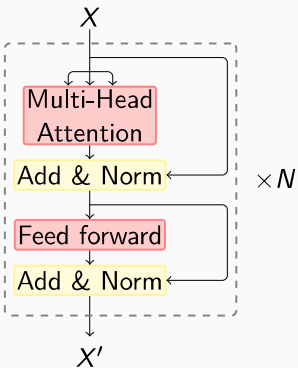 X
Multi-Head
Attention
Add & Norm
× N
Feed forward
Add & Norm
X′